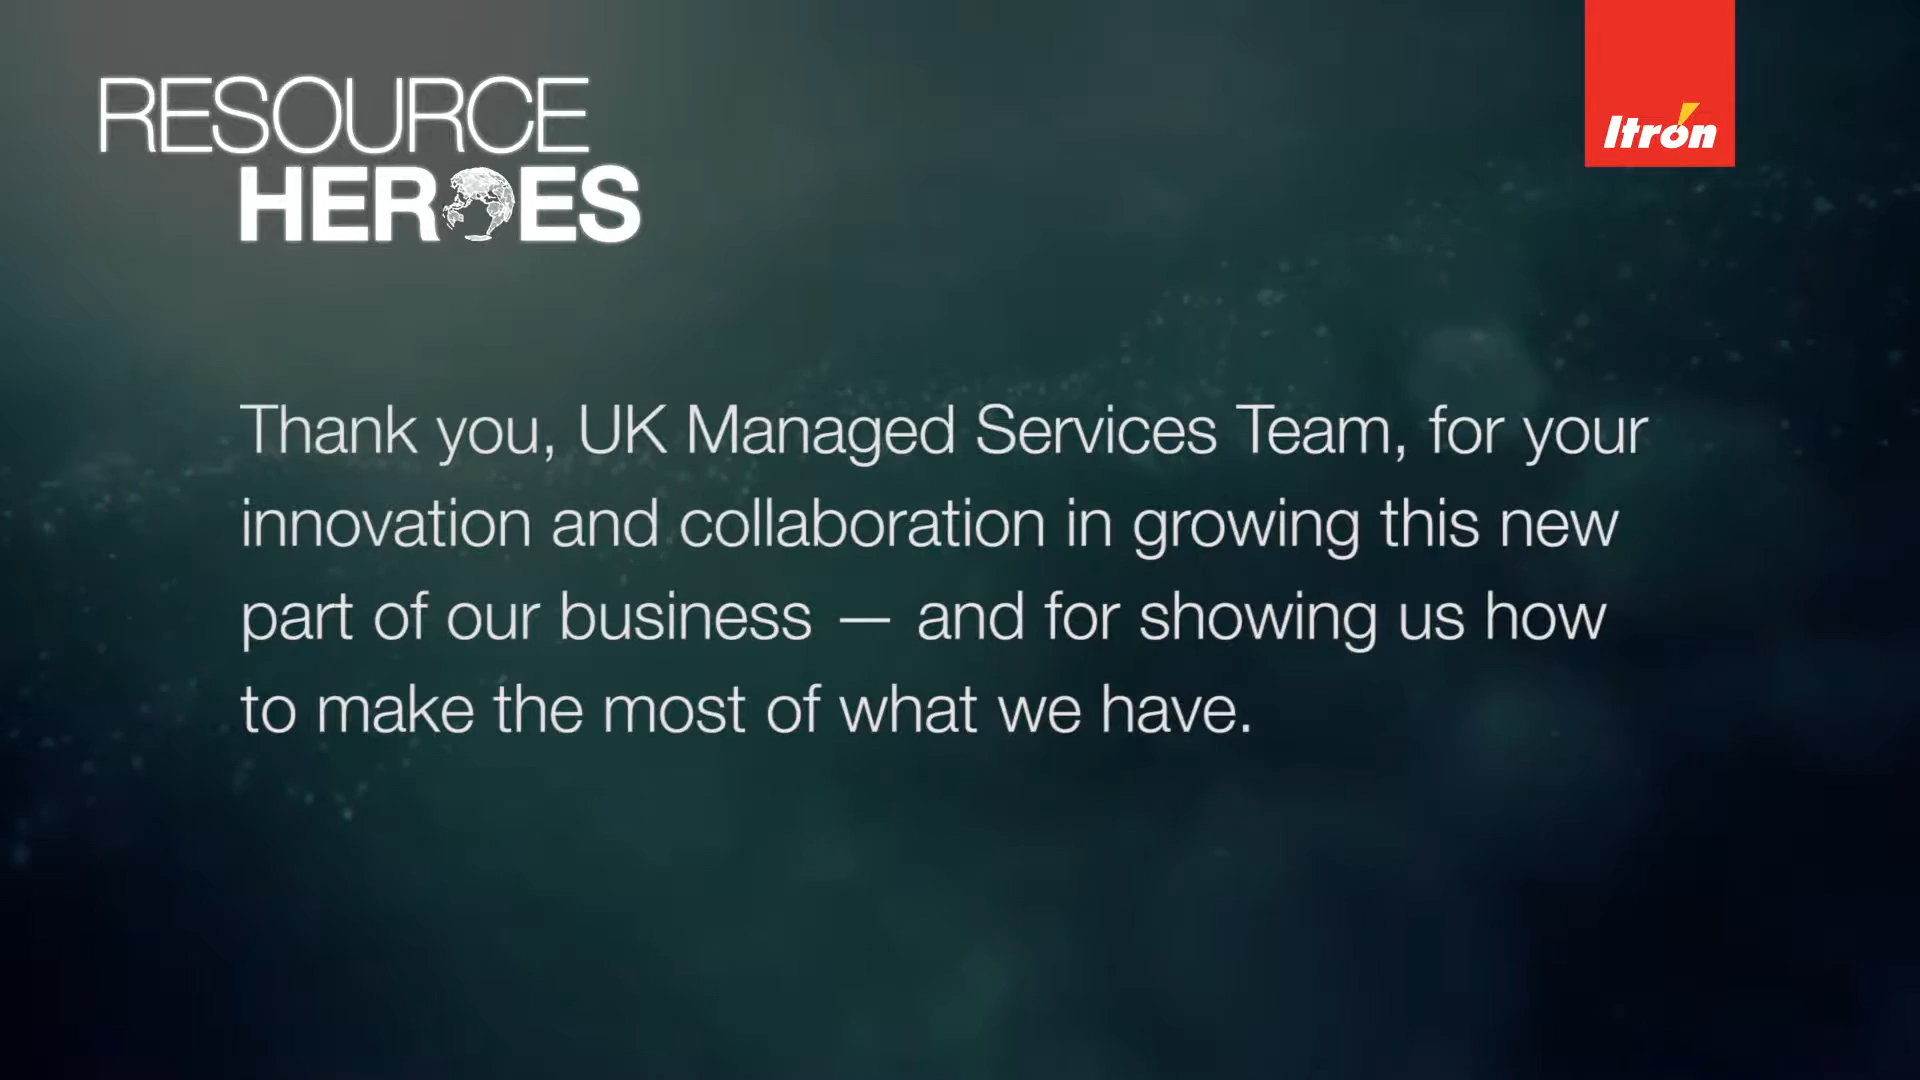 RESOURCE
HEROES
Itron
Thank you, UK Managed Services Team, for your
innovation and collaboration in growing this new
part of our business — and for showing us how
to make the most of what we have.